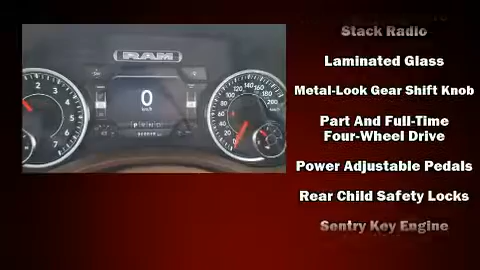 RAM
0
km/h
Stack Radio
Laminated Glass
Metal-Look Gear Shift Knob
Part And Full-Time
Four-Wheel Drive
Power Adjustable Pedals
Rear Child Safety Locks
Sentry Key Engine